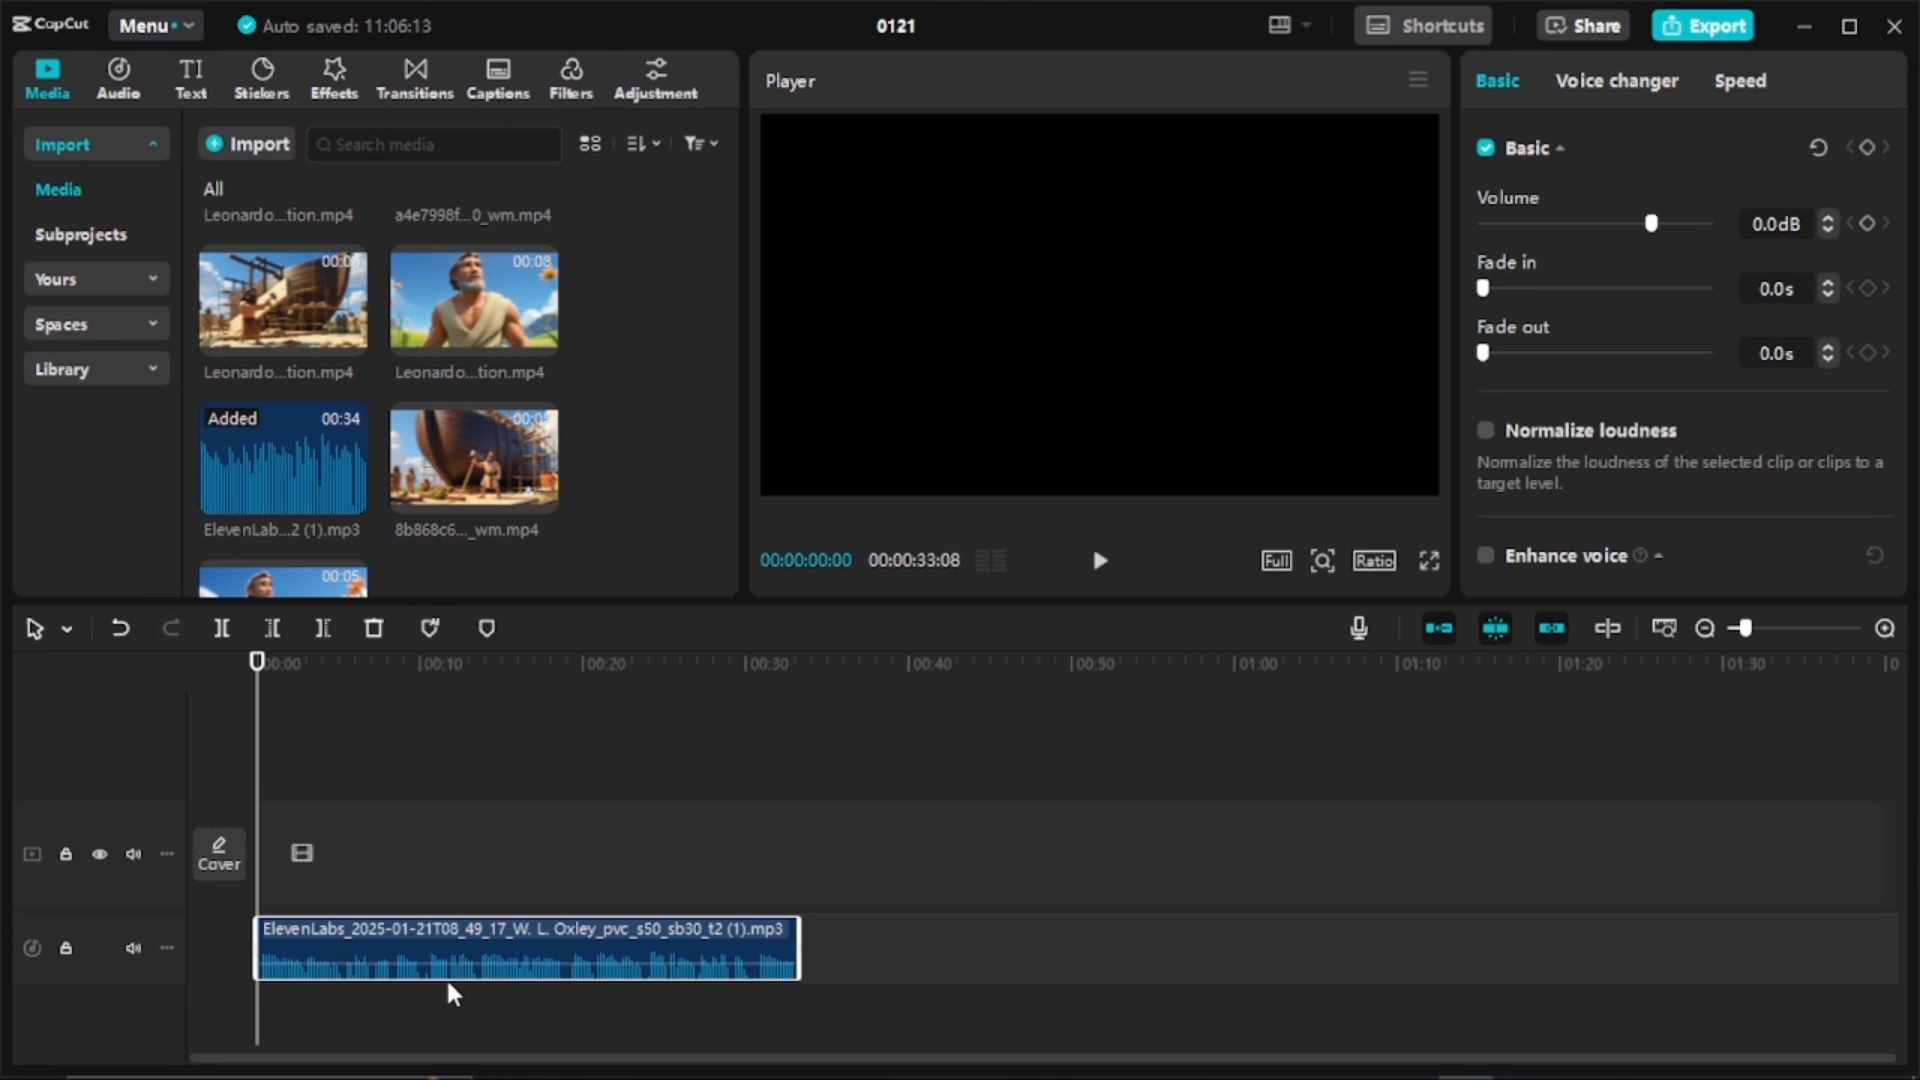 CapCut
Menu
Auto saved: 11:06:13
0121
Shortcuts
Share
Export
Media
Audio
TI
Text
Stickers
Effects
Transitions
Captions
Filters
Adjustment
Import
Media
Subprojects
Yours
Spaces
Library
Import
Search media
All
Leonardo...tion.mp4
a4e7998f...0_wm.mp4
00:08
Leonardo...tion.mp4
Leonardo...tion.mp4
Added
00:34
ElevenLab...2 (1).mp3
8b868c6..._wm.mp4
00:05
Player
00:00:00:00
00:00:33:08
Full
Ratio
Basic
Voice changer
Speed
Basic
Volume
0.0dB
Fade in
0.0s
Fade out
0.0s
Normalize loudness
Normalize the loudness of the selected clip or clips to a
target level.
Enhance voice
00:00
00:10
00:20
00:30
00:40
00:50
01:00
01:10
01:20
01:30
Cover
ElevenLabs_2025-01-21T08_49_17_W. L. Oxley_pvc_s50_sb30_t2 (1).mp3